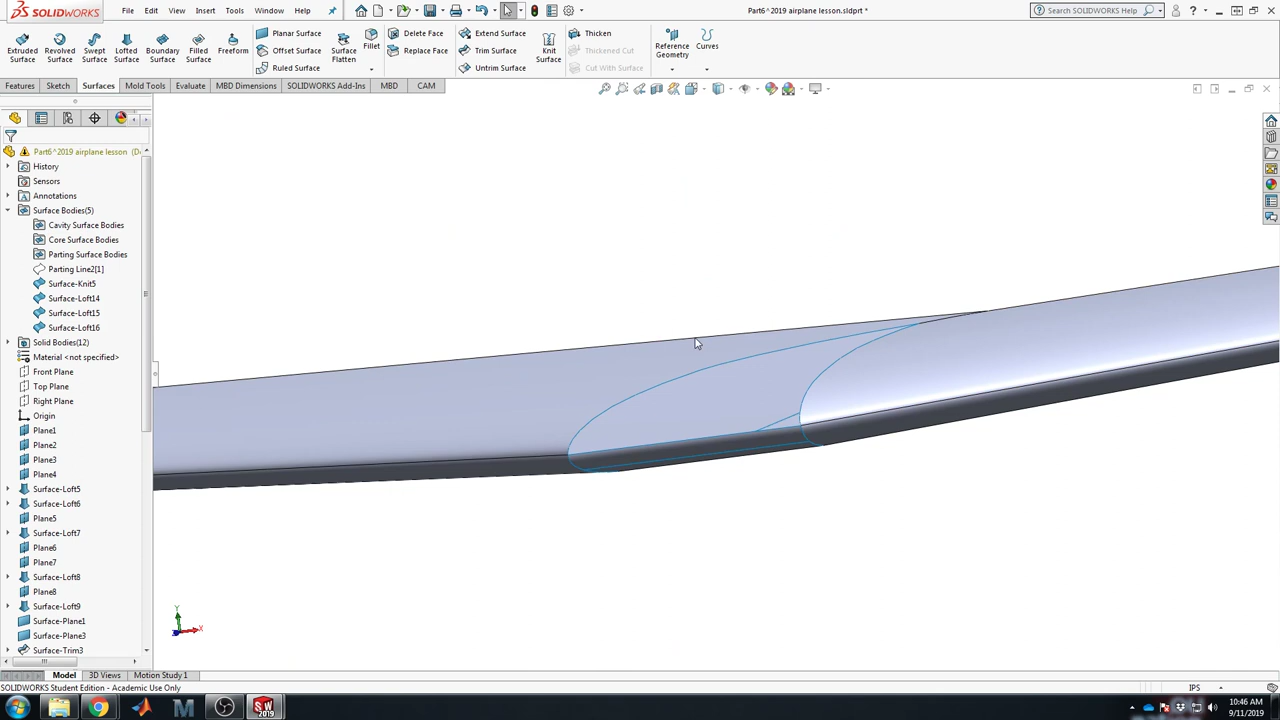 SOLIDWORKS
File Edit View Insert Tools Window Help
Part6^2019 airplane lesson.sldprt *
Search SOLIDWORKS Help
Extruded Surface
Revolved Surface
Swept Surface
Lofted Surface
Boundary Surface
Filled Surface
Freeform
Planar Surface
Offset Surface
Ruled Surface
Surface Flatten
Fillet
Delete Face
Replace Face
Extend Surface
Trim Surface
Untrim Surface
Knit Surface
Thicken
Thickened Cut
Cut With Surface
Reference Geometry
Curves
Features Sketch Surfaces Mold Tools Evaluate MBD Dimensions SOLIDWORKS Add-Ins MBD CAM
Part6^2019 airplane lesson (D
History
Sensors
Annotations
Surface Bodies(5)
Cavity Surface Bodies
Core Surface Bodies
Parting Surface Bodies
Parting Line2[1]
Surface-Knit5
Surface-Loft14
Surface-Loft15
Surface-Loft16
Solid Bodies(12)
Material <not specified>
Front Plane
Top Plane
Right Plane
Origin
Plane1
Plane2
Plane3
Plane4
Surface-Loft5
Surface-Loft6
Plane5
Surface-Loft7
Plane6
Plane7
Surface-Loft8
Plane8
Surface-Loft9
Surface-Plane1
Surface-Plane3
Surface-Trim3
Y
X
Model 3D Views Motion Study 1
SOLIDWORKS Student Edition - Academic Use Only
IPS
10:46 AM
9/11/2019